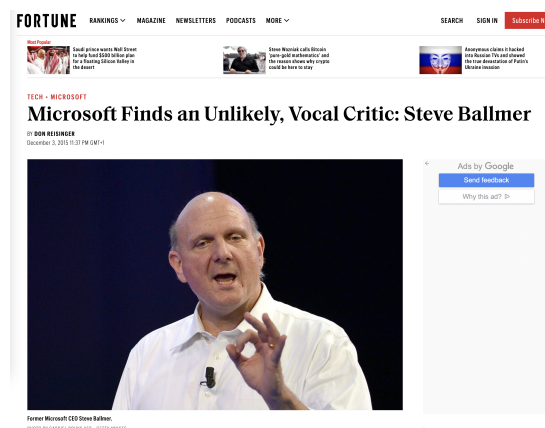 FORTUNE RANKINGS MAGAZINE NEWSLETTERS PODCASTS MORE SEARCH SIGN IN Subscribe N
Most Popular
Saudi prince wants Wall Street
to help fund $500 billion plan
for a floating Silicon Valley in
the desert
Steve Wozniak calls Bitcoin
'pure-gold mathematics' and
the reason why crypto
could be here to stay
Anonymous claims it hacked
into Russian TVs and showed
the true devastation of Putin's
Ukraine invasion
TECH • MICROSOFT
Microsoft Finds an Unlikely, Vocal Critic: Steve Ballmer
BY DON REISINGER
December 3, 2015 11:37 PM GMT+1
Ads by Google
Send feedback
Why this ad?
Former Microsoft CEO Steve Ballmer.